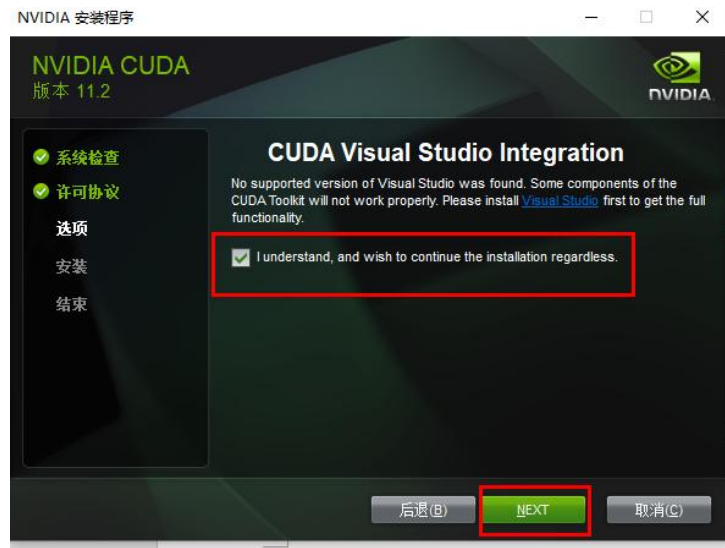 NVIDIA 安装程序
NVIDIA CUDA
版本 11.2
NVIDIA.
系统检查
许可协议
选项
安装
结束
CUDA Visual Studio Integration
No supported version of Visual Studio was found. Some components of the
CUDA Toolkit will not work properly. Please install Visual Studio first to get the full
functionality.
I understand, and wish to continue the installation regardless.
后退(B)
NEXT
取消(C)